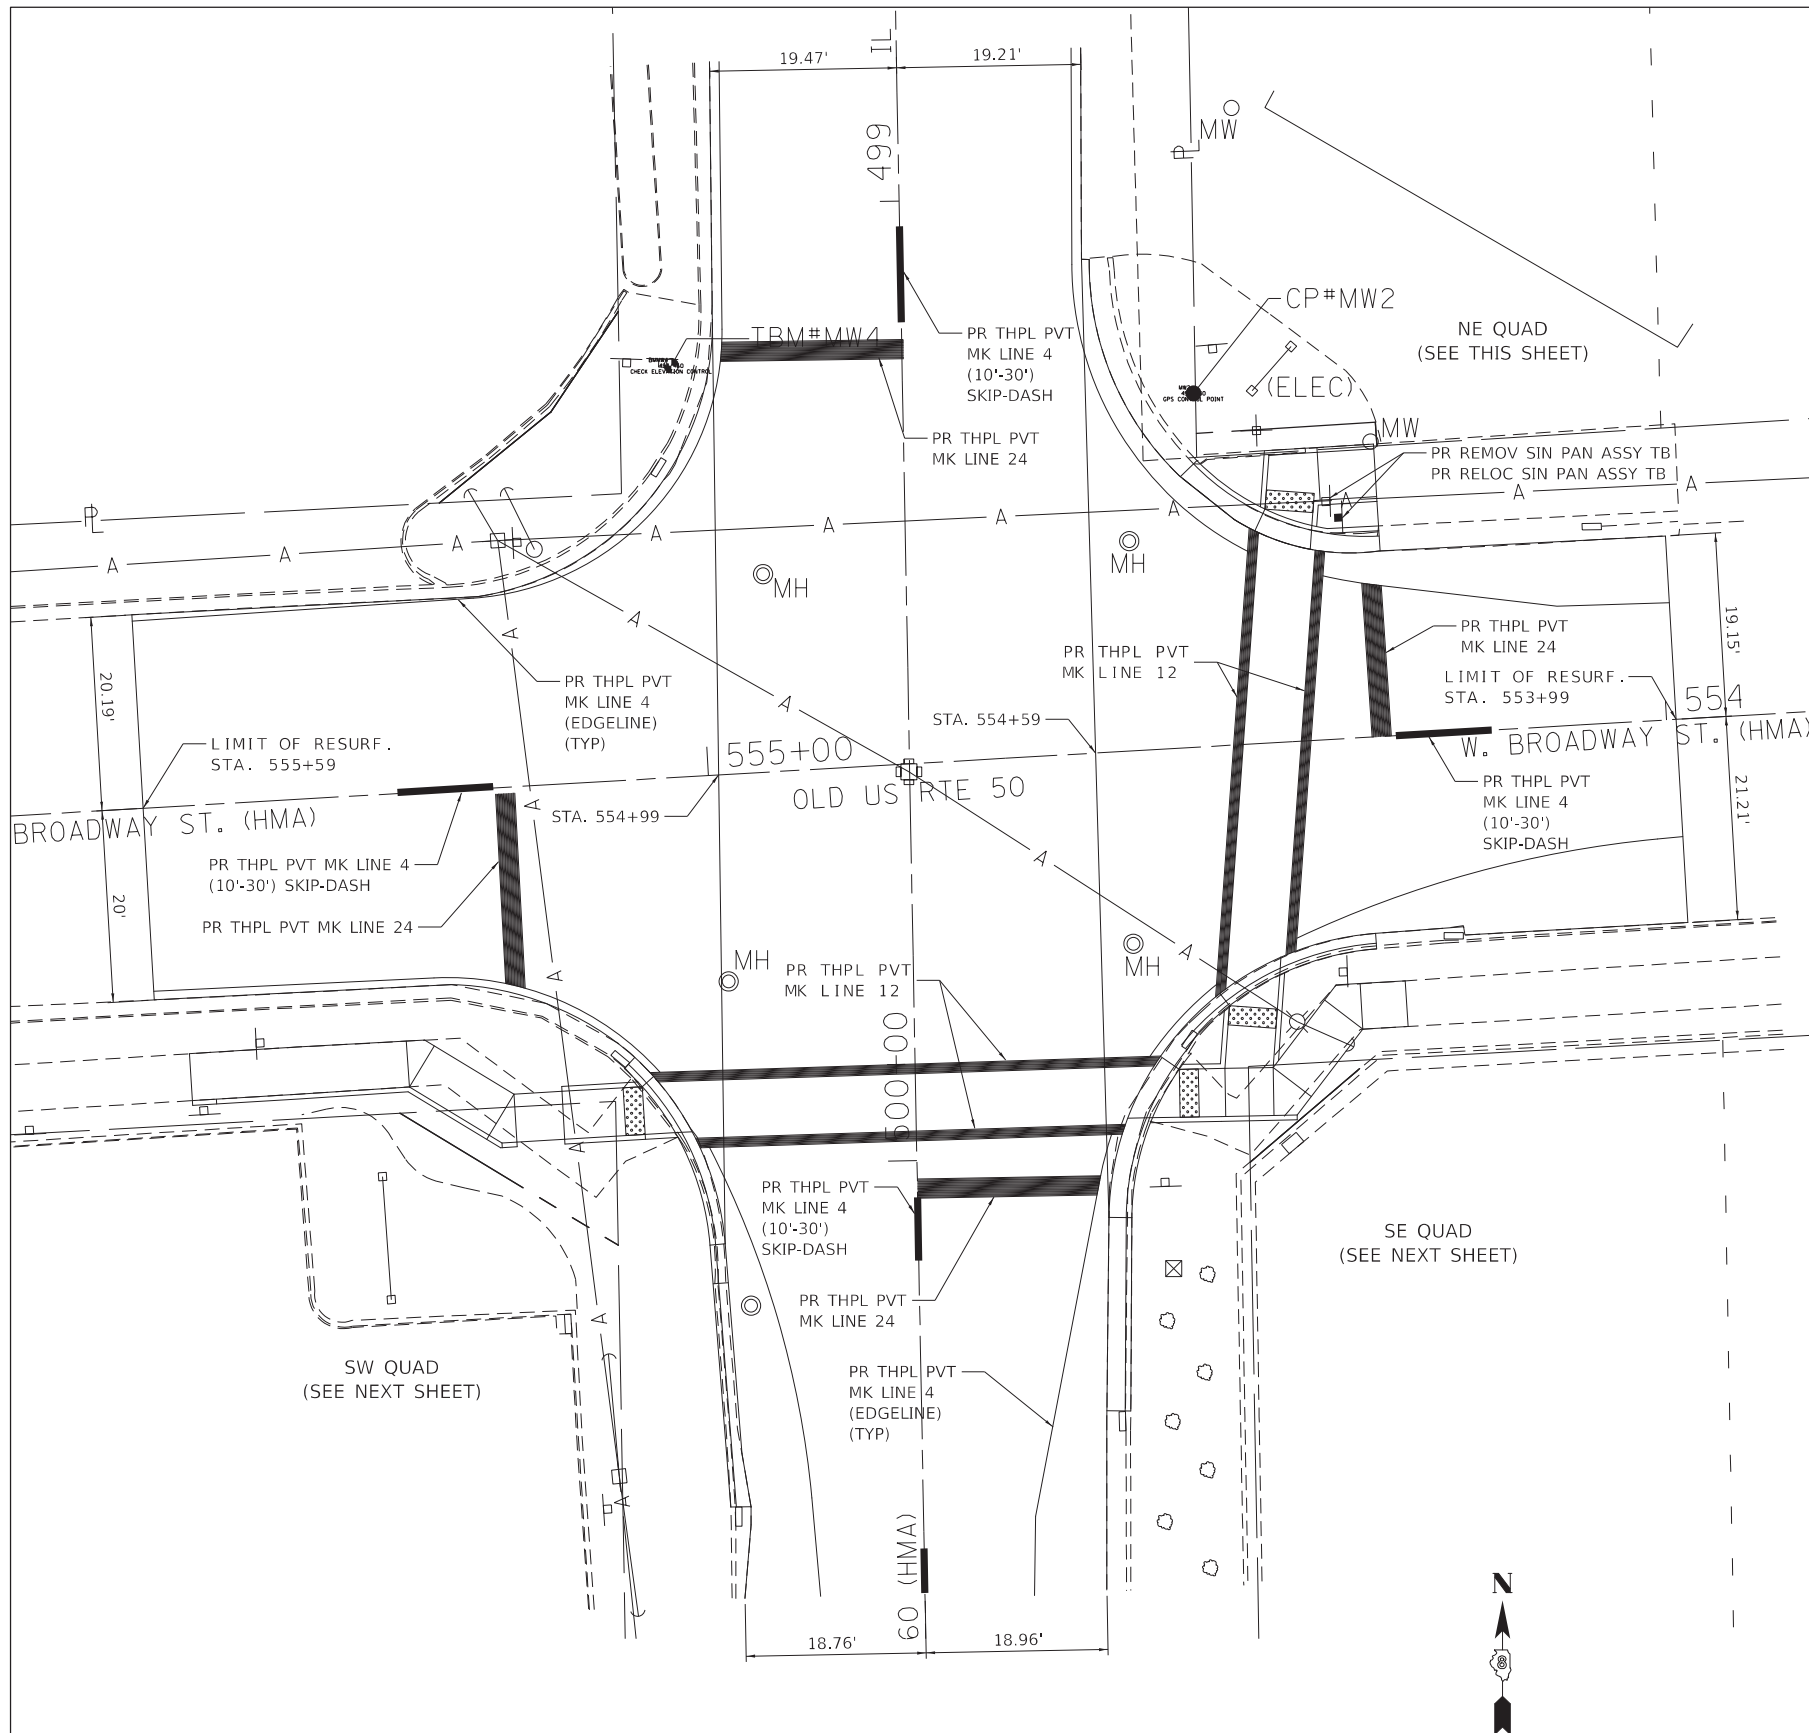 19.47'
19.21'
IL
499
MW
PL
CP#MW2
NE QUAD
(SEE THIS SHEET)
TBM#MW4
CHECK ELEVATION CONTROL
GPS CONTROL POINT
PR THPL PVT
MK LINE 4
(10'-30')
SKIP-DASH
(ELEC)
MW
PR THPL PVT
MK LINE 24
PR REMOV SIN PAN ASSY TB
PR RELOC SIN PAN ASSY TB
PL
A A A A A A A A A A
MH
MH
A
A
PR THPL PVT
MK LINE 24
19.15'
PR THPL PVT
MK LINE 12
20.19'
PR THPL PVT
MK LINE 4
(EDGELINE)
(TYP)
LIMIT OF RESURF.
STA. 553+99
554
A
STA. 554+59
LIMIT OF RESURF.
STA. 555+59
555+00
W. BROADWAY ST. (HMA)
OLD US RTE 50
STA. 554+99
A
BROADWAY ST. (HMA)
PR THPL PVT
MK LINE 4
(10'-30')
SKIP-DASH
21.21'
A
PR THPL PVT MK LINE 4
(10'-30') SKIP-DASH
20'
PR THPL PVT MK LINE 24
A
MH
MH
A
PR THPL PVT
MK LINE 12
500+00
A
PR THPL PVT
MK LINE 4
(10'-30')
SKIP-DASH
SE QUAD
(SEE NEXT SHEET)
PR THPL PVT
MK LINE 24
A
SW QUAD
(SEE NEXT SHEET)
PR THPL PVT
MK LINE 4
(EDGELINE)
(TYP)
A
60 (HMA)
N
8
18.76'
18.96'